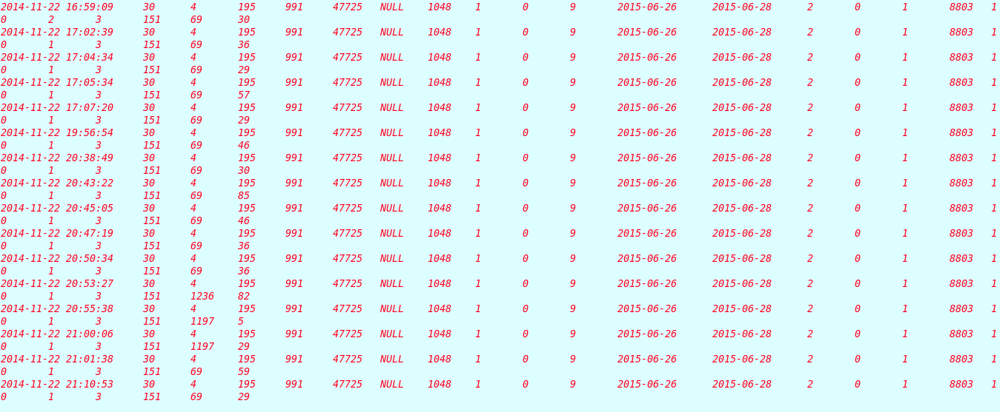 2014-11-22 16:59:09 30 4 195 991 47725 NULL 1048 1 0 9 2015-06-26 2015-06-28 2 0 1 8803 1
0 2 3 151 69 30
2014-11-22 17:02:39 30 4 195 991 47725 NULL 1048 1 0 9 2015-06-26 2015-06-28 2 0 1 8803 1
0 1 3 151 69 36
2014-11-22 17:04:34 30 4 195 991 47725 NULL 1048 1 0 9 2015-06-26 2015-06-28 2 0 1 8803 1
0 1 3 151 69 29
2014-11-22 17:05:34 30 4 195 991 47725 NULL 1048 1 0 9 2015-06-26 2015-06-28 2 0 1 8803 1
0 1 3 151 69 57
2014-11-22 17:07:20 30 4 195 991 47725 NULL 1048 1 0 9 2015-06-26 2015-06-28 2 0 1 8803 1
0 1 3 151 69 29
2014-11-22 19:56:54 30 4 195 991 47725 NULL 1048 1 0 9 2015-06-26 2015-06-28 2 0 1 8803 1
0 1 3 151 69 46
2014-11-22 20:38:49 30 4 195 991 47725 NULL 1048 1 0 9 2015-06-26 2015-06-28 2 0 1 8803 1
0 1 3 151 69 30
2014-11-22 20:43:22 30 4 195 991 47725 NULL 1048 1 0 9 2015-06-26 2015-06-28 2 0 1 8803 1
0 1 3 151 69 85
2014-11-22 20:45:05 30 4 195 991 47725 NULL 1048 1 0 9 2015-06-26 2015-06-28 2 0 1 8803 1
0 1 3 151 69 46
2014-11-22 20:47:19 30 4 195 991 47725 NULL 1048 1 0 9 2015-06-26 2015-06-28 2 0 1 8803 1
0 1 3 151 69 36
2014-11-22 20:50:34 30 4 195 991 47725 NULL 1048 1 0 9 2015-06-26 2015-06-28 2 0 1 8803 1
0 1 3 151 69 36
2014-11-22 20:53:27 30 4 195 991 47725 NULL 1048 1 0 9 2015-06-26 2015-06-28 2 0 1 8803 1
0 1 3 151 1236 82
2014-11-22 20:55:38 30 4 195 991 47725 NULL 1048 1 0 9 2015-06-26 2015-06-28 2 0 1 8803 1
0 1 3 151 1197 5
2014-11-22 21:00:06 30 4 195 991 47725 NULL 1048 1 0 9 2015-06-26 2015-06-28 2 0 1 8803 1
0 1 3 151 1197 29
2014-11-22 21:01:38 30 4 195 991 47725 NULL 1048 1 0 9 2015-06-26 2015-06-28 2 0 1 8803 1
0 1 3 151 69 59
2014-11-22 21:10:53 30 4 195 991 47725 NULL 1048 1 0 9 2015-06-26 2015-06-28 2 0 1 8803 1
0 1 3 151 69 29